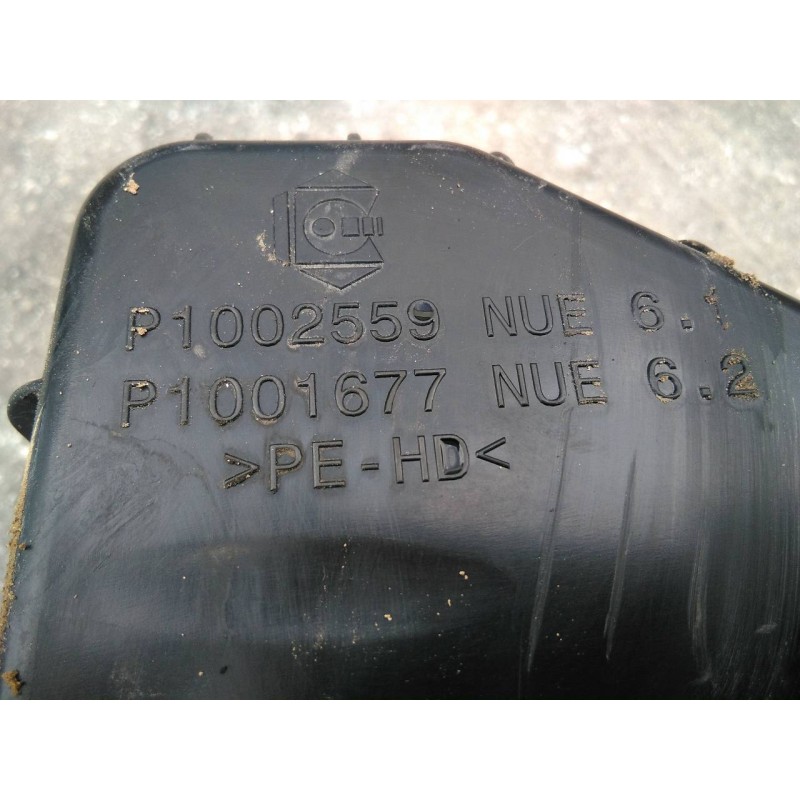 P1002559 NUE 6.1
P1001677 NUE 6.2
>PE-HD<